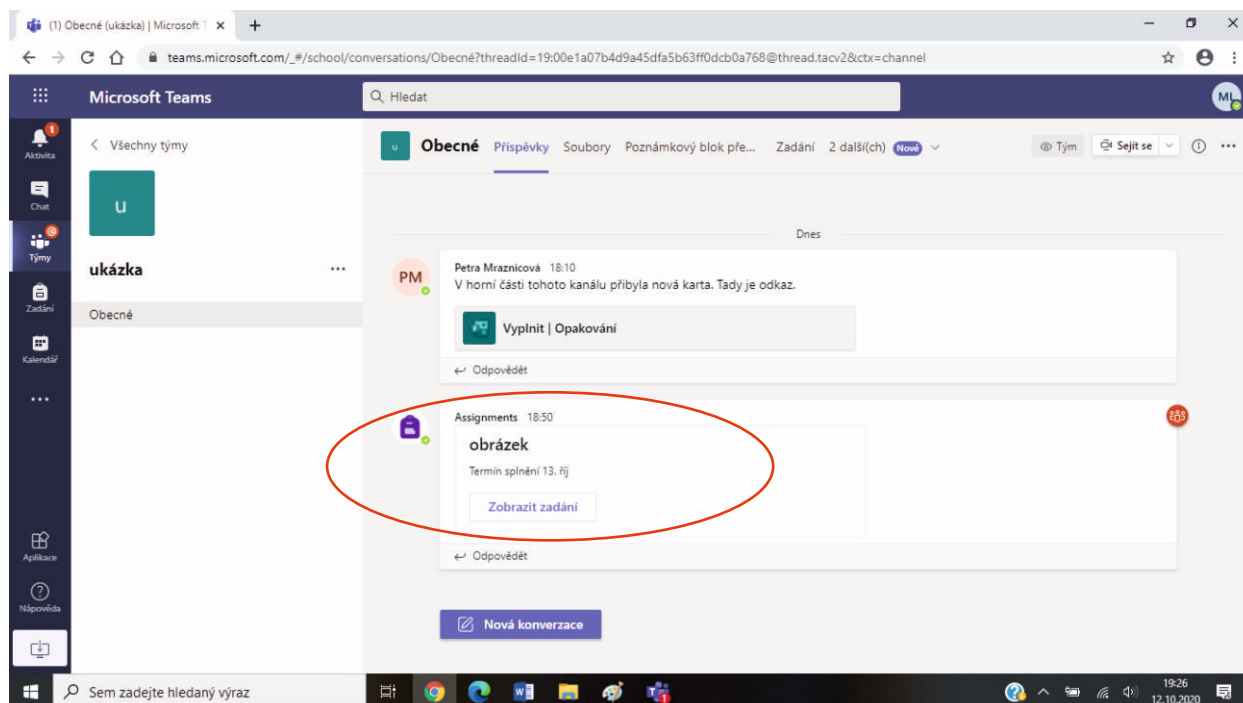 (1) Obecné (ukázka) | Microsoft T
teams.microsoft.com/_#/school/conversations/Obecné?threadId=19:00e1a07b4d9a45dfa5b63ff0dcb0a768@thread.tacv2&ctx=channel
Microsoft Teams
Hledat
ML
Aktivita
1
Chat
Týmy
Zadání
Kalendář
Aplikace
Nápověda
Všechny týmy
u
ukázka
Obecné
u
Obecné Příspěvky Soubory Poznámkový blok pře... Zadání 2 další(ch) Nové
Tým
Sejít se
Dnes
PM
Petra Mraznicová 18:10
V horní části tohoto kanálu přibyla nová karta. Tady je odkaz.
Vyplnit | Opakování
Odpovědět
Assignments 18:50
obrázek
Termín splnění 13. říj
Zobrazit zadání
Odpovědět
Nová konverzace
Sem zadejte hledaný výraz
19:26
12.10.2020